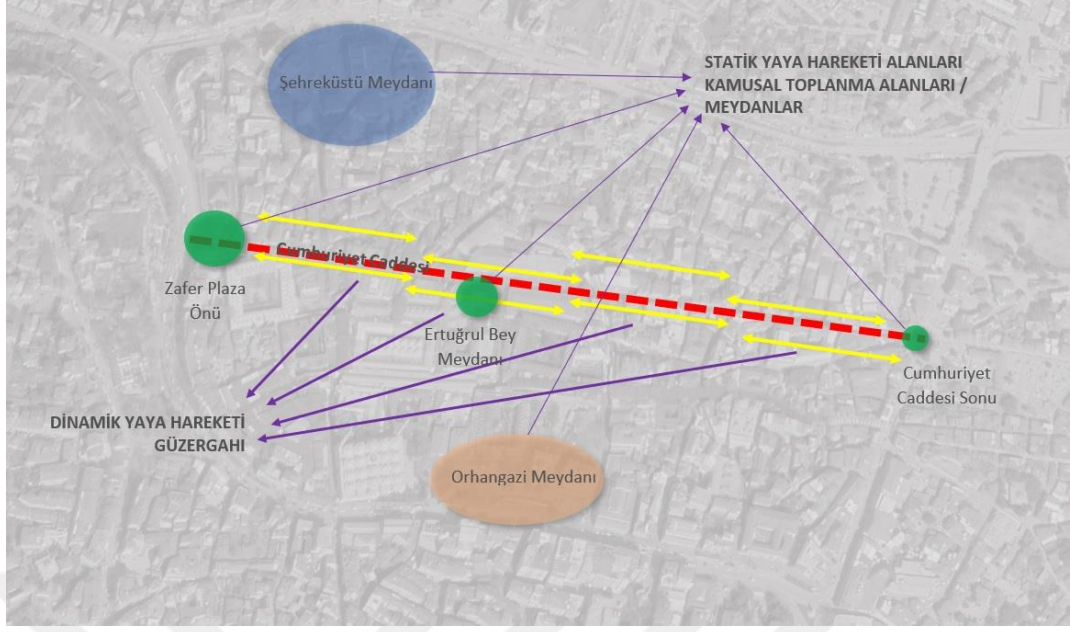 Şehreküstü Meydanı
STATİK YAYA HAREKETİ ALANLARI
KAMUSAL TOPLANMA ALANLARI /
MEYDANLAR
Cumhuriyet Caddesi
Zafer Plaza
Önü
Ertuğrul Bey
Meydanı
Cumhuriyet
Caddesi Sonu
DİNAMİK YAYA HAREKETİ
GÜZERGAHI
Orhangazi Meydanı